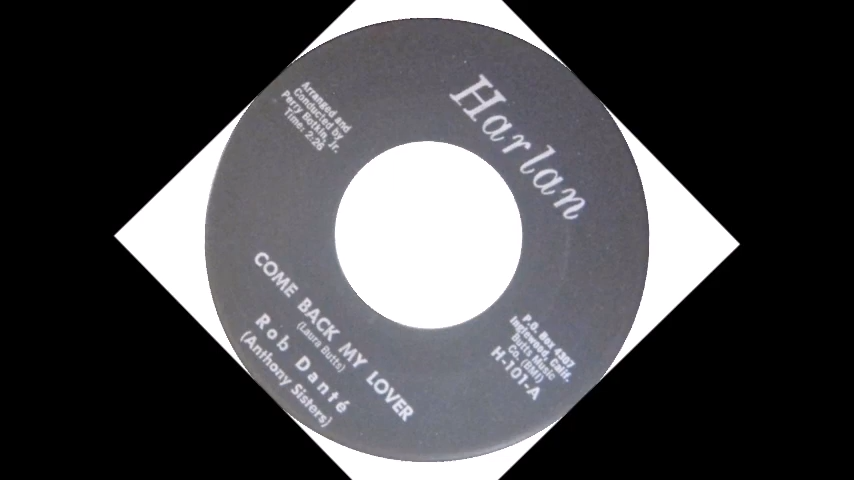 Harlan
Arranged and
Conducted by
Perry Botkin, Jr.
Time: 2:26
P.O. Box 4307
Inglewood, Calif.
Butts Music
Co. (BMI)
H-101-A
COME BACK MY LOVER
(Laura Butts)
Rob Danté
(Anthony Sisters)